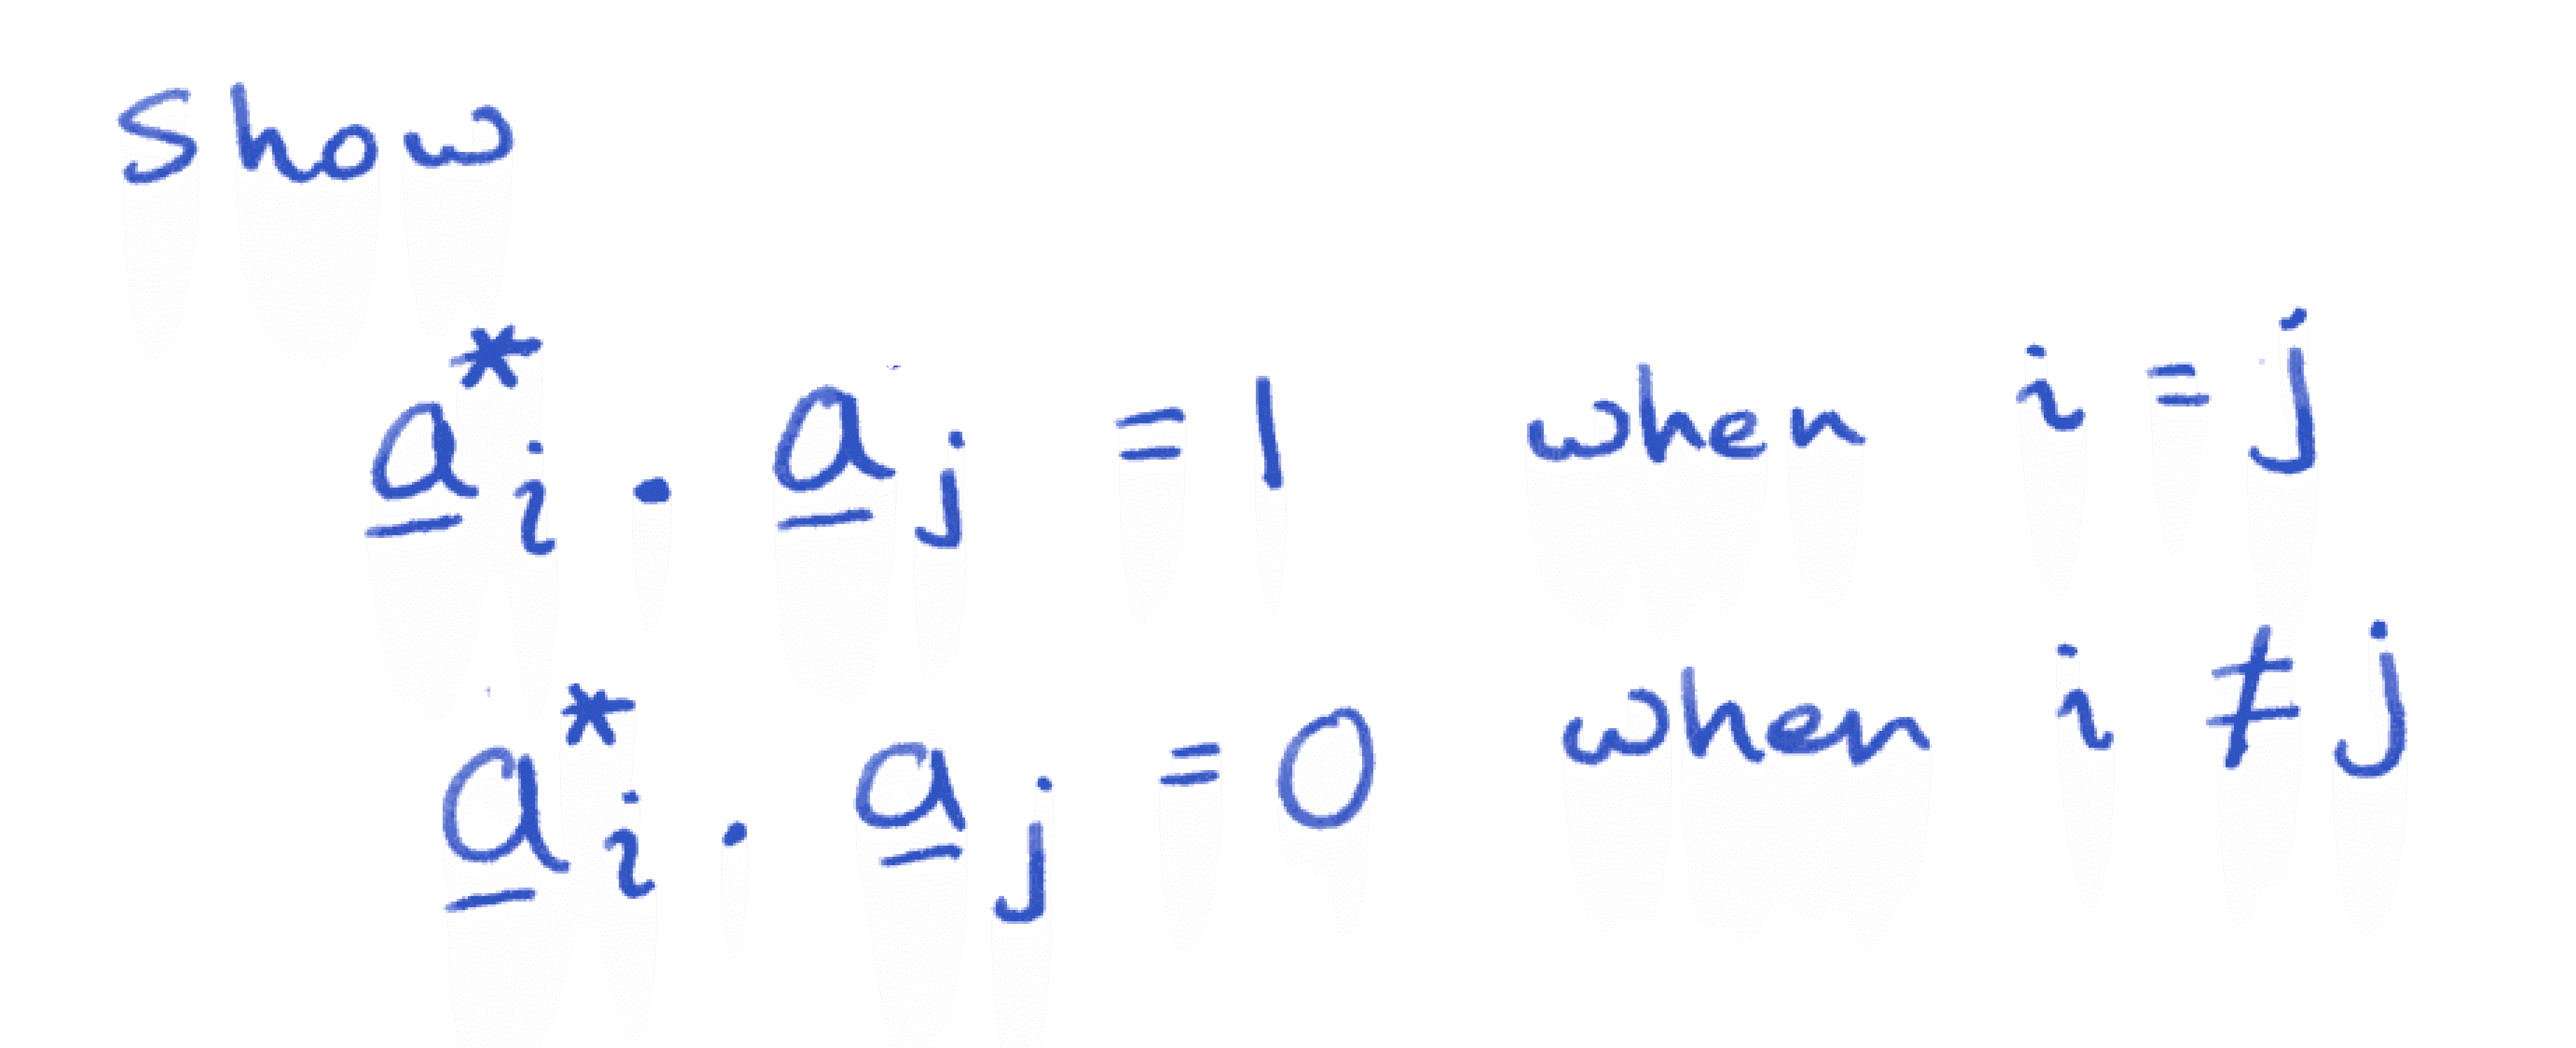 Show
a*i . aj = 1 when i = j
a*i . aj = 0 when i ≠ j